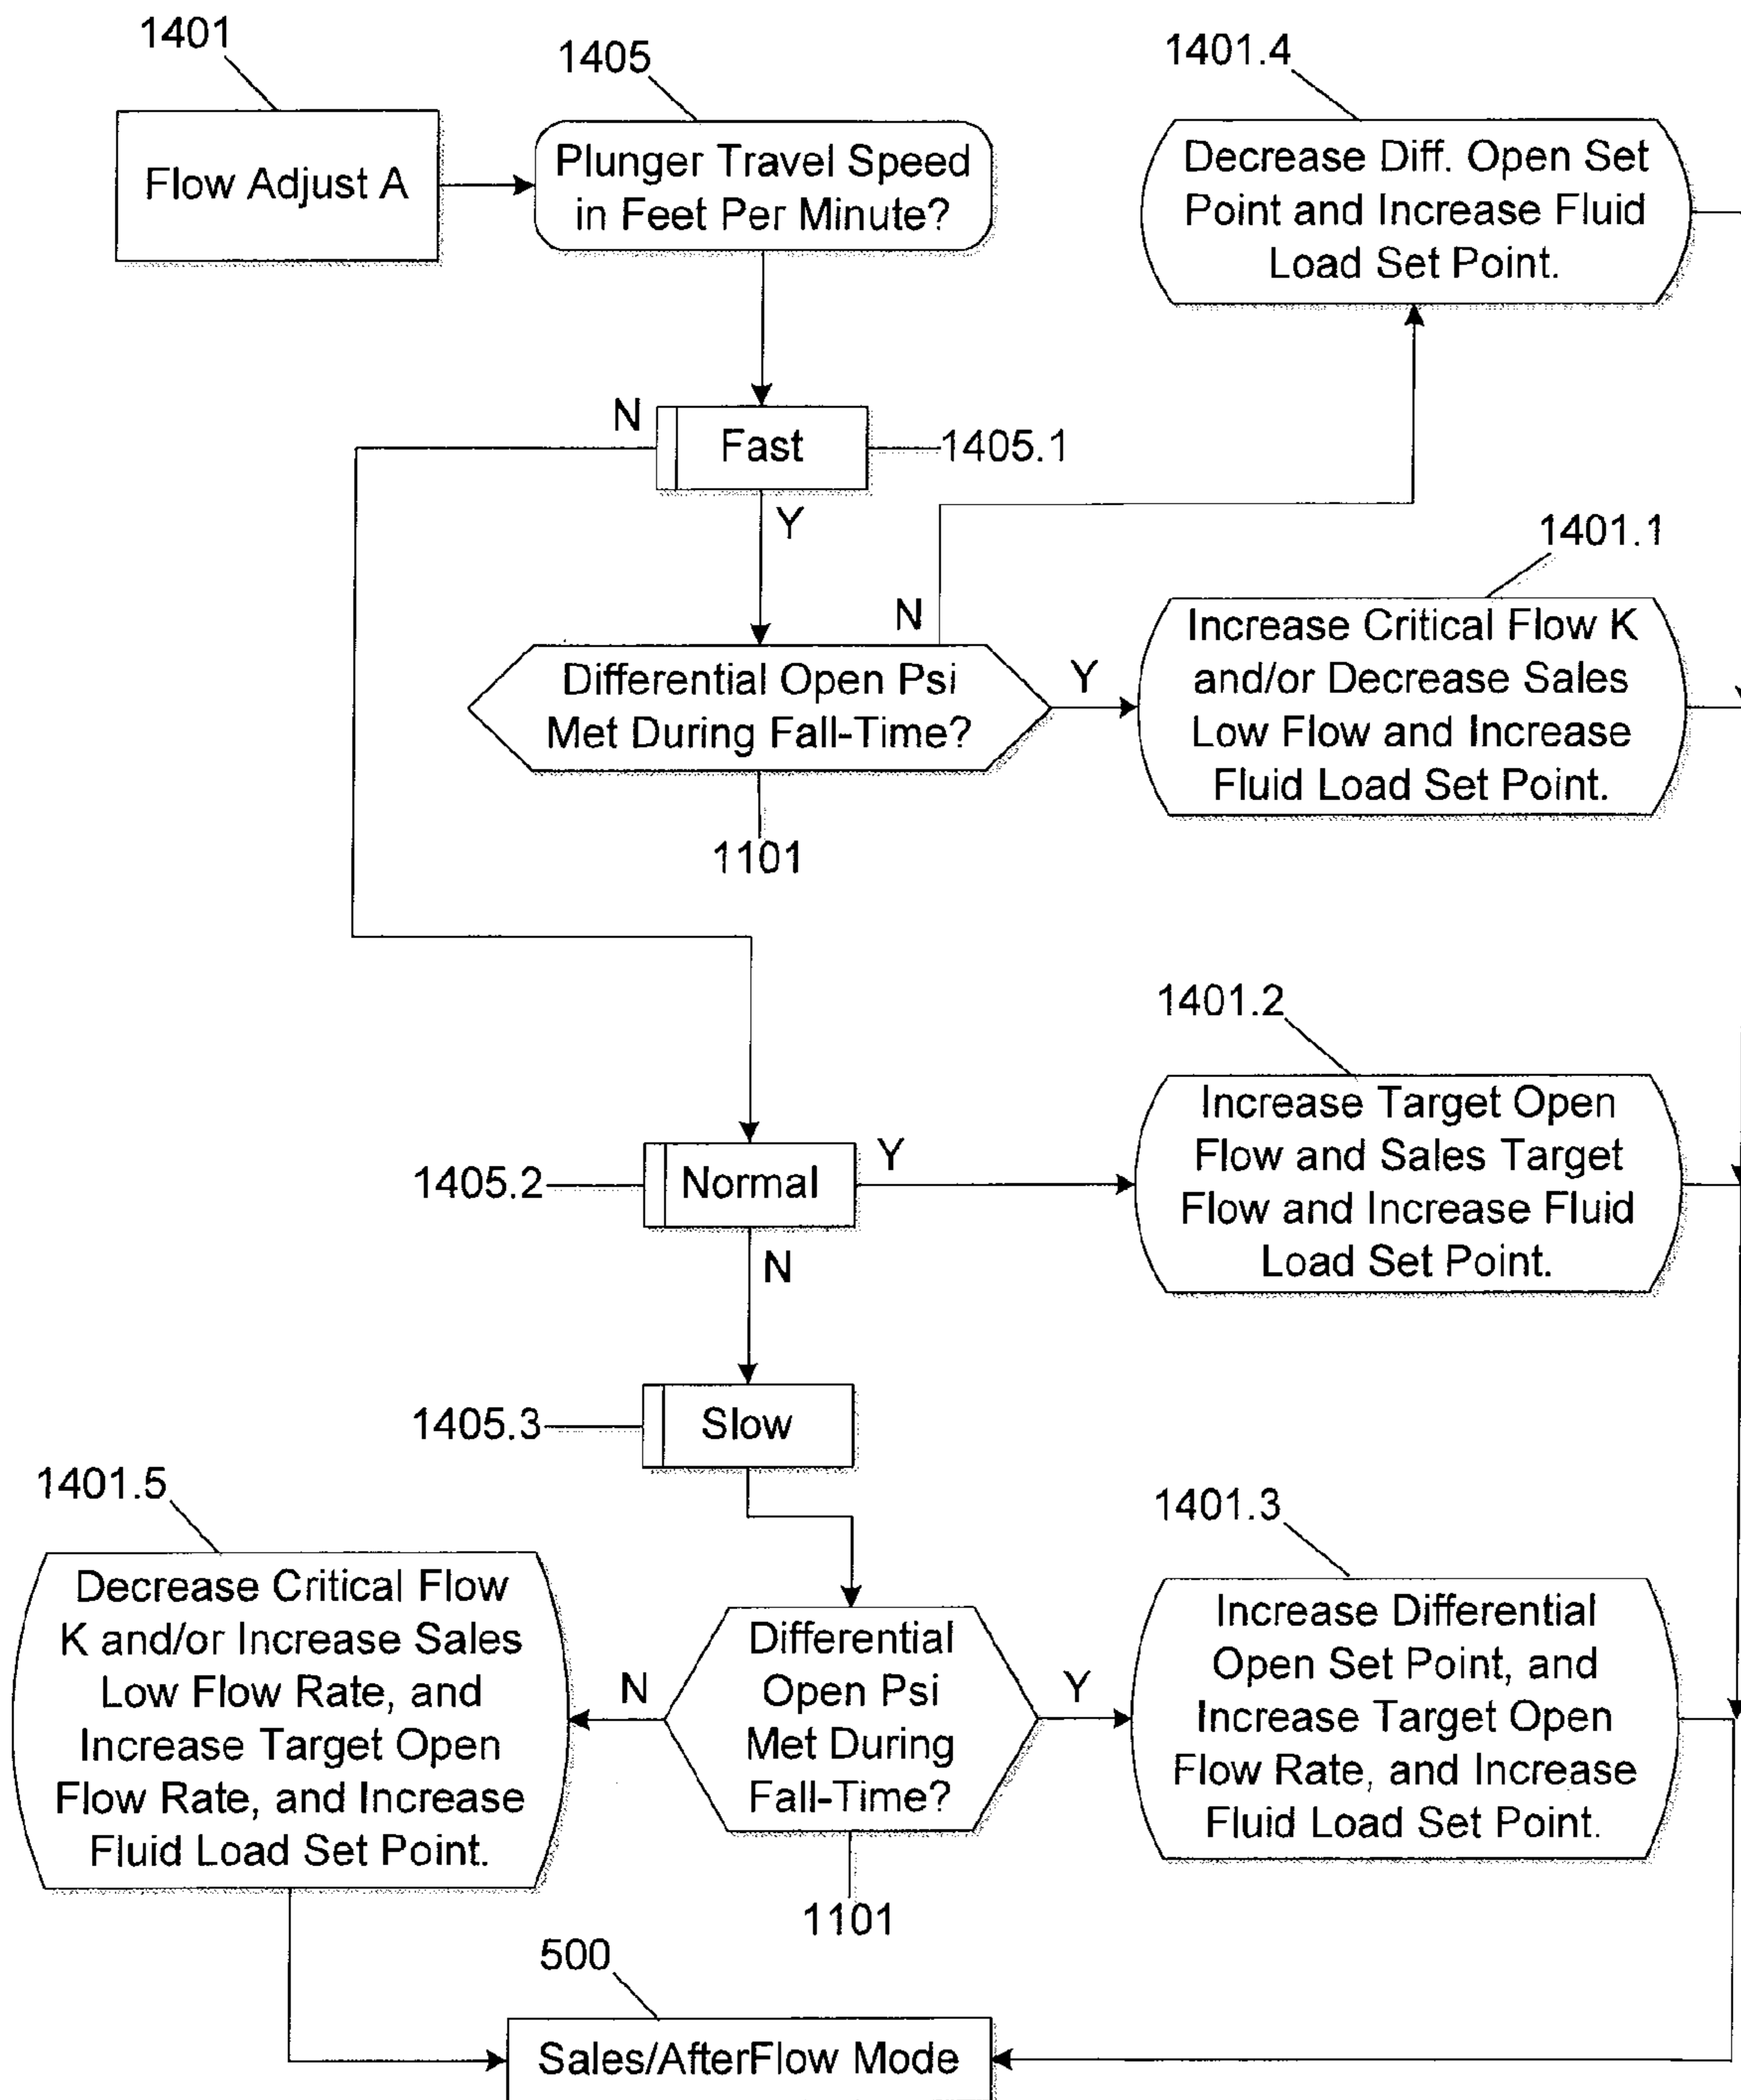 1401
1405
1401.4
Flow Adjust A
Plunger Travel Speed
in Feet Per Minute?
Decrease Diff. Open Set
Point and Increase Fluid
Load Set Point.
N
Fast
1405.1
Y
1401.1
N
Differential Open Psi
Met During Fall-Time?
Y
Increase Critical Flow K
and/or Decrease Sales
Low Flow and Increase
Fluid Load Set Point.
1101
1401.2
1405.2
Normal
Y
Increase Target Open
Flow and Sales Target
Flow and Increase Fluid
Load Set Point.
N
1405.3
Slow
1401.5
1401.3
Decrease Critical Flow
K and/or Increase Sales
Low Flow Rate, and
Increase Target Open
Flow Rate, and Increase
Fluid Load Set Point.
N
Differential
Open Psi
Met During
Fall-Time?
Y
Increase Differential
Open Set Point, and
Increase Target Open
Flow Rate, and Increase
Fluid Load Set Point.
1101
500
Sales/AfterFlow Mode